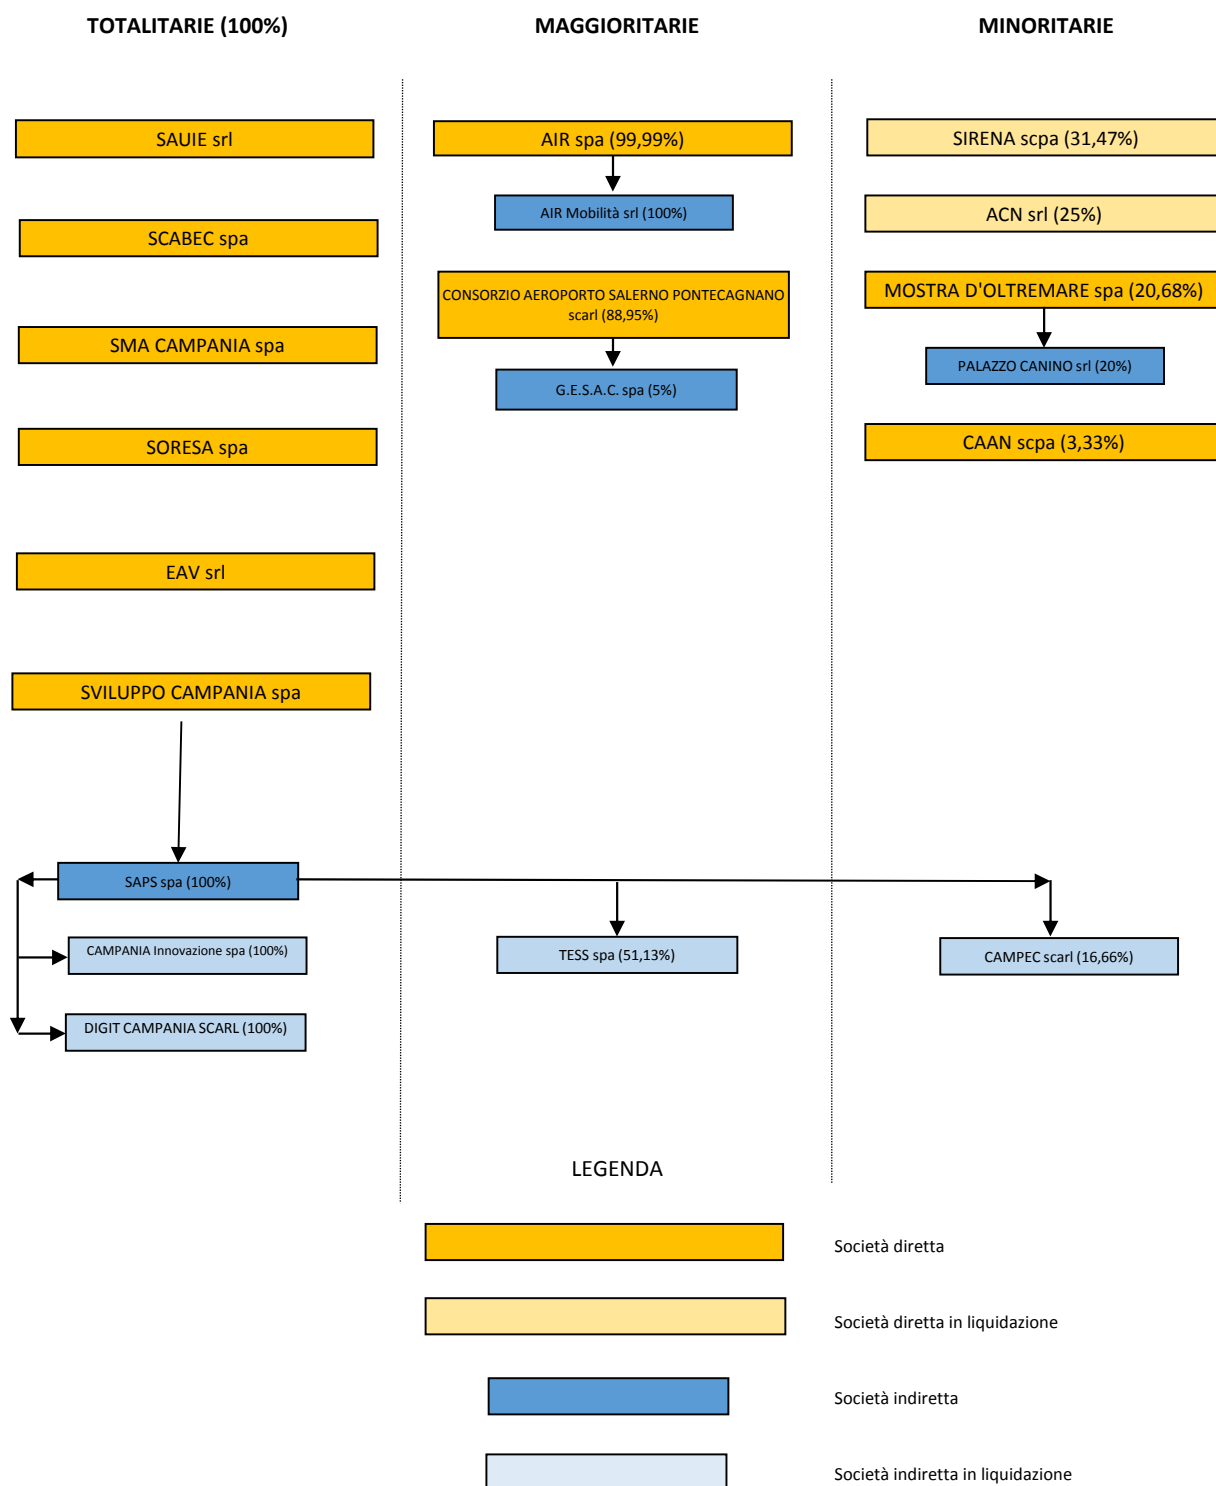 TOTALITARIE (100%)
MAGGIORITARIE
MINORITARIE
SAUIE srl
AIR spa (99,99%)
SIRENA scpa (31,47%)
AIR Mobilità srl (100%)
ACN srl (25%)
SCABEC spa
CONSORZIO AEROPORTO SALERNO PONTECAGNANO
scarl (88,95%)
MOSTRA D'OLTREMARE spa (20,68%)
SMA CAMPANIA spa
PALAZZO CANINO srl (20%)
G.E.S.A.C. spa (5%)
SORESA spa
CAAN scpa (3,33%)
EAV srl
SVILUPPO CAMPANIA spa
SAPS spa (100%)
CAMPANIA Innovazione spa (100%)
TESS spa (51,13%)
CAMPEC scarl (16,66%)
DIGIT CAMPANIA SCARL (100%)
LEGENDA
Società diretta
Società diretta in liquidazione
Società indiretta
Società indiretta in liquidazione